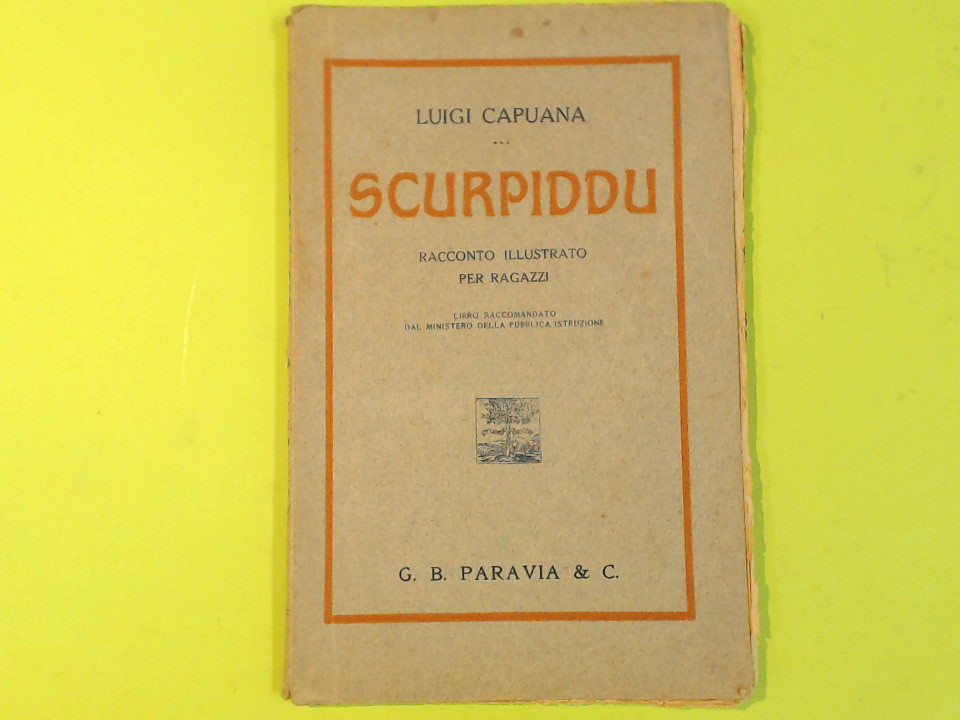 LUIGI CAPUANA
SCURPIDDU
RACCONTO ILLUSTRATO
PER RAGAZZI
LIBRO RACCOMANDATO
DAL MINISTERO DELLA PUBBLICA ISTRUZIONE
G. B. PARAVIA & C.